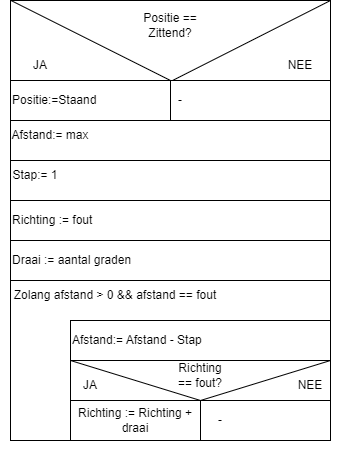 Positie ==
Zittend?
JA
NEE
Positie:=Staand
-
Afstand:= max
Stap:= 1
Richting := fout
Draai := aantal graden
Zolang afstand > 0 && afstand == fout
Afstand:= Afstand - Stap
Richting
== fout?
JA
NEE
Richting := Richting +
draai
-